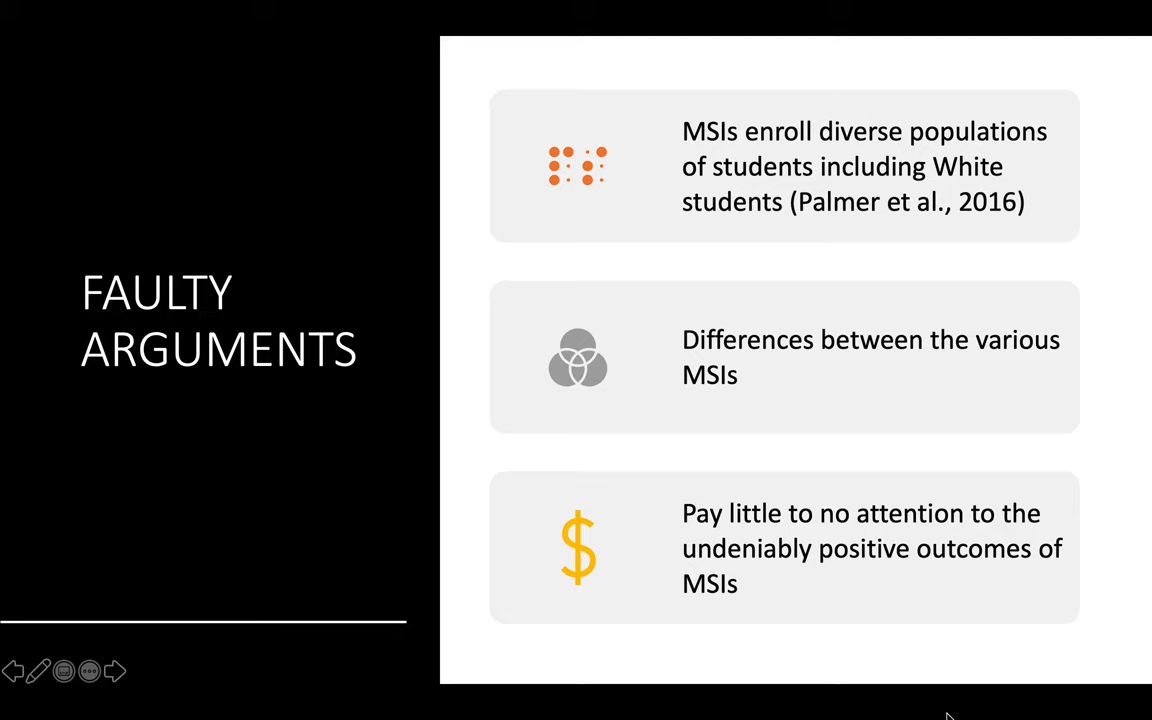 FAULTY
ARGUMENTS
MSIs enroll diverse populations
of students including White
students (Palmer et al., 2016)
Differences between the various
MSIs
$
Pay little to no attention to the
undeniably positive outcomes of
MSIs